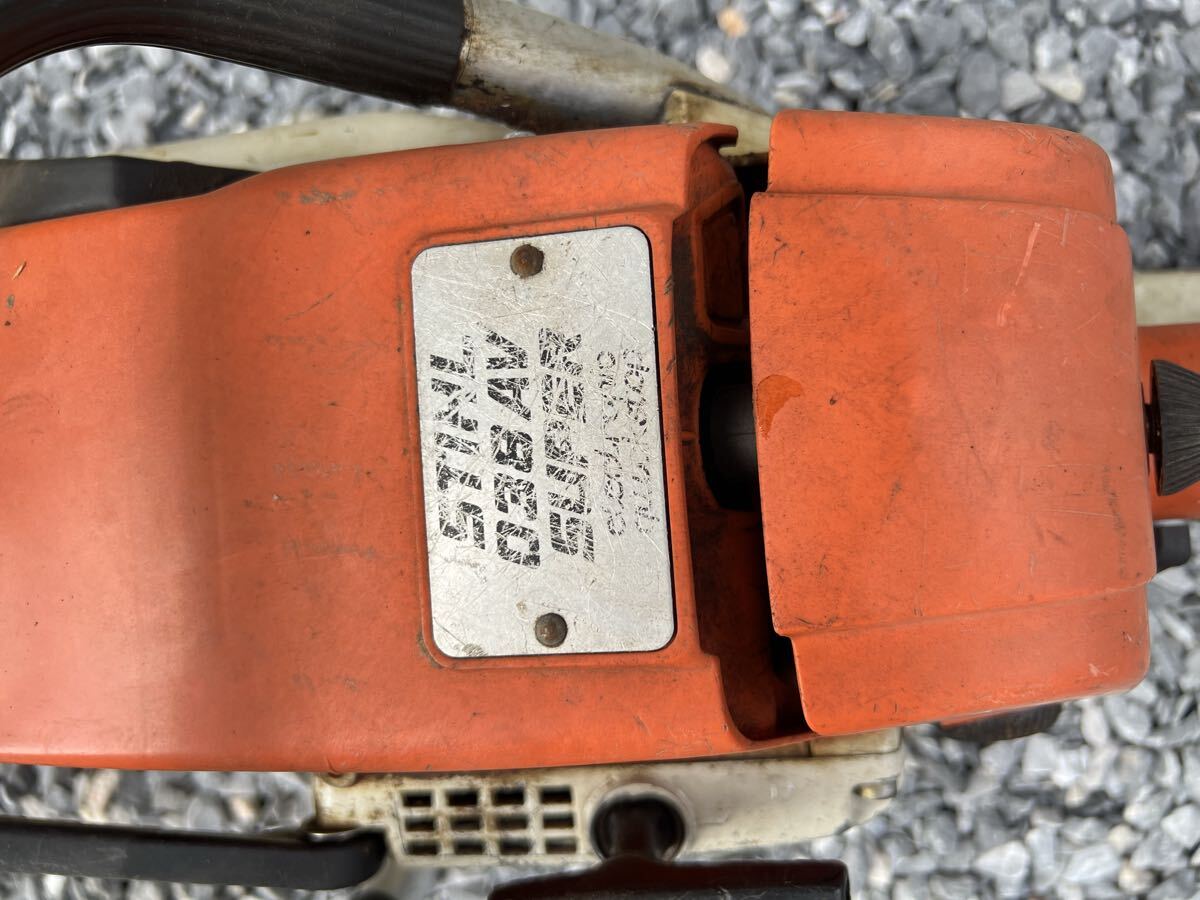 STIHL
038AV
SUPER
electronic
quickstop